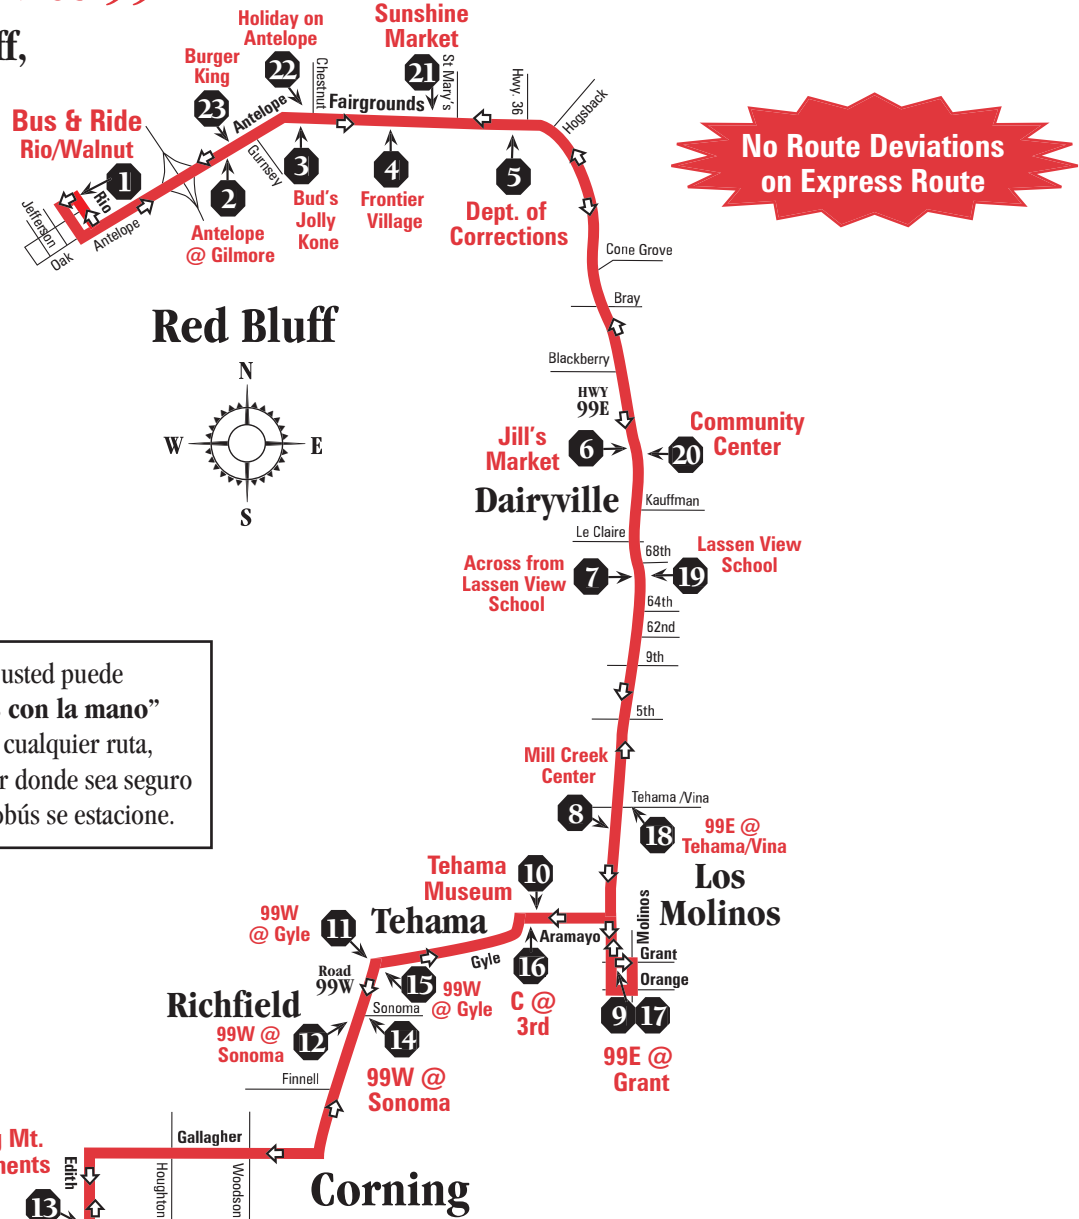 ff,
Holiday on
Antelope
22
Sunshine
Market
21
Burger
King
23
Chestnut
St Mary's
Hwy. 36
Hogsback
Antelope
Fairgrounds
Bus & Ride
Rio/Walnut
1
Rio
Jefferson
Oak
Antelope
Gurnsey
2
Antelope
@ Gilmore
3
Bud's
Jolly
Kone
4
Frontier
Village
5
Dept. of
Corrections
No Route Deviations
on Express Route
Cone Grove
Bray
Red Bluff
N
W
E
S
Blackberry
HWY
99E
Jill's
Market
6
20
Community
Center
Dairyville
Kauffman
Le Claire
68th
Across from
Lassen View
School
7
19
Lassen View
School
64th
62nd
9th
5th
usted puede
con la mano”
cualquier ruta,
r donde sea seguro
obús se estacione.
Mill Creek
Center
8
Tehama /Vina
18
99E @
Tehama/Vina
Los
Molinos
Tehama
Museum
10
Tehama
99W
@ Gyle
11
Aramayo
Molinos
Grant
Orange
Gyle
16
C @
3rd
9
17
99E @
Grant
Road
99W
15
99W
@ Gyle
Richfield
Sonoma
99W @
Sonoma
12
14
99W @
Sonoma
Finnell
Gallagher
Mt.
ments
Edith
13
Houghton
Woodson
Corning